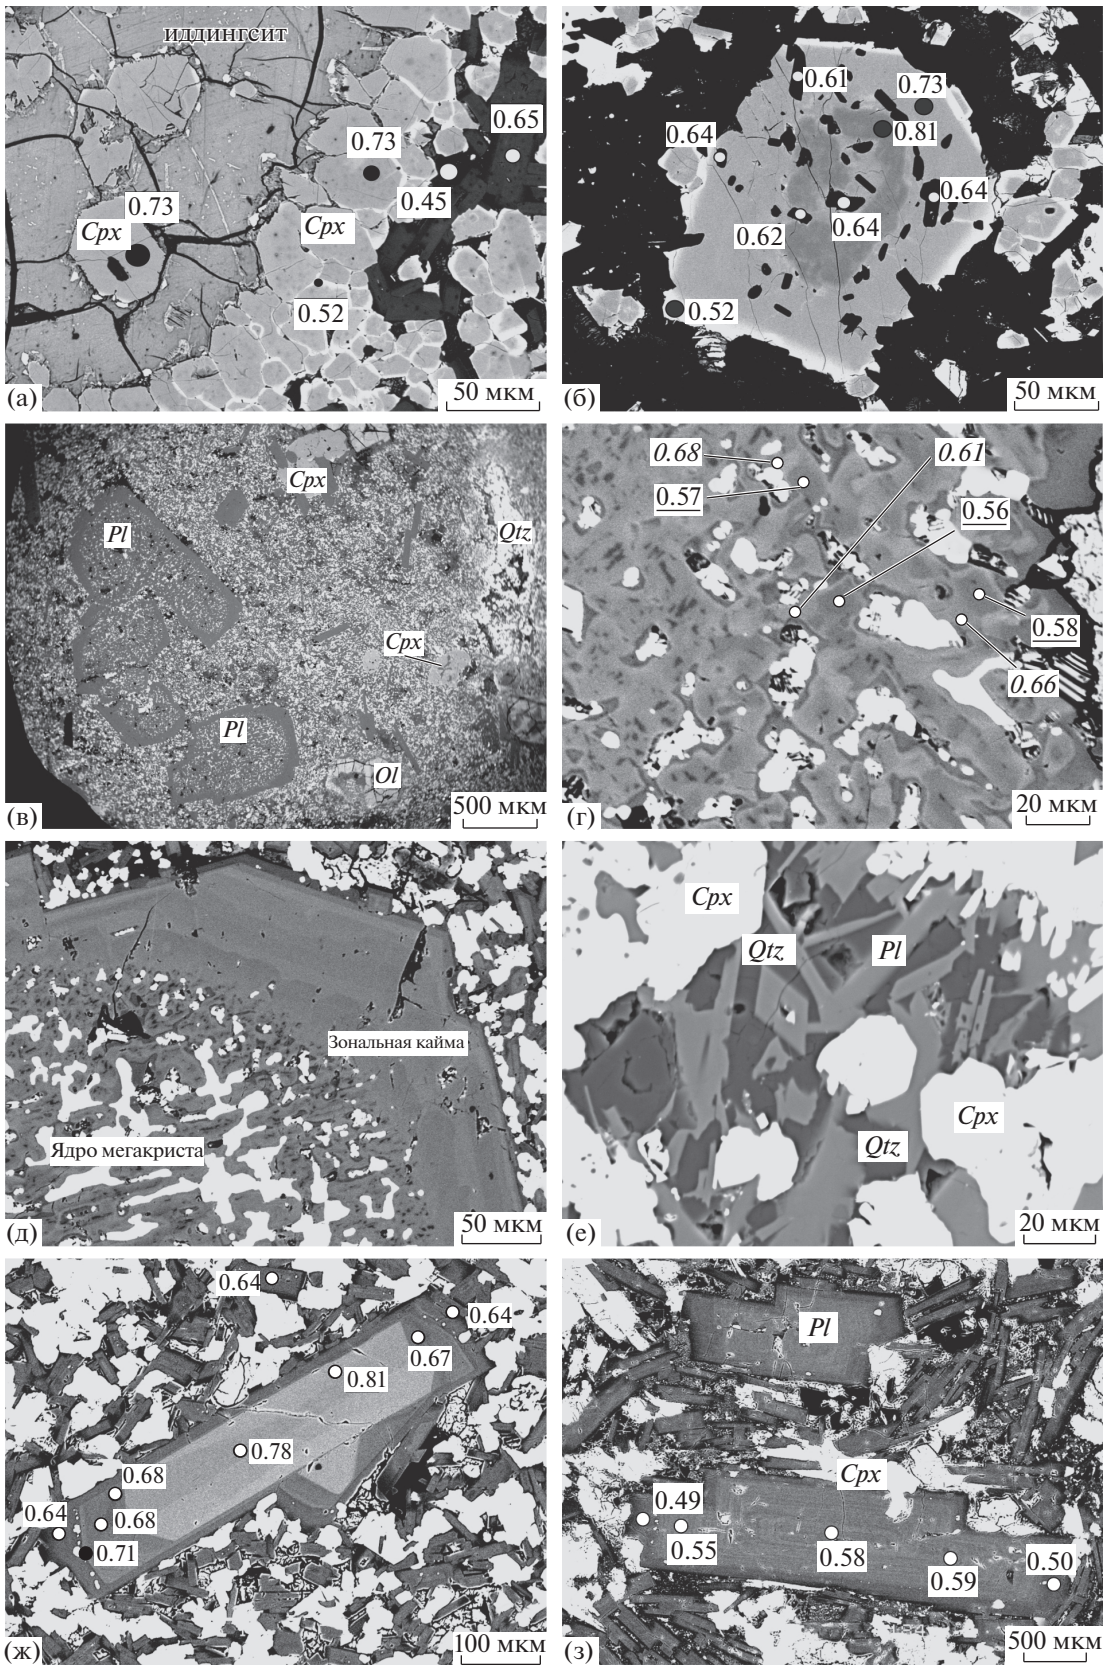 иддингсит
0.65
0.73
0.73
0.45
Cpx
Cpx
0.52
(а)
50 мкм
0.61
0.73
0.64
0.81
0.64
0.62
0.64
0.52
(б)
50 мкм
Cpx
Pl
Qtz
Cpx
Pl
Ol
(в)
500 мкм
0.68
0.61
0.57
0.56
0.58
0.66
(г)
20 мкм
Зональная кайма
Ядро мегакриста
(д)
50 мкм
Cpx
Qtz
Pl
Cpx
Qtz
(е)
20 мкм
0.64
0.64
0.67
0.81
0.78
0.68
0.64
0.68
0.71
(ж)
100 мкм
Pl
Cpx
0.49
0.55
0.58
0.59
0.50
(з)
500 мкм